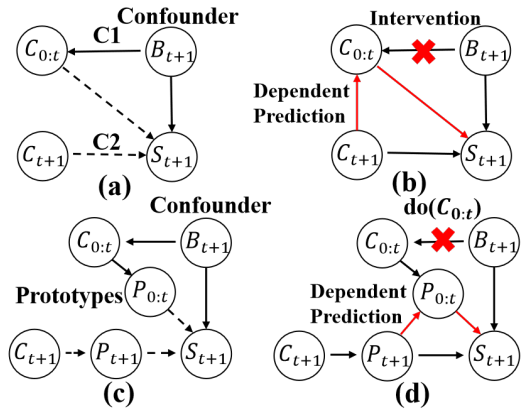 Confounder
C0:t
C1
Bt+1
Ct+1
C2
St+1
(a)
Intervention
C0:t
Bt+1
Dependent
Prediction
Ct+1
St+1
(b)
Confounder
C0:t
Bt+1
Prototypes
P0:t
Ct+1
Pt+1
St+1
(c)
do(C0:t)
C0:t
Bt+1
Dependent
Prediction
P0:t
Ct+1
Pt+1
St+1
(d)